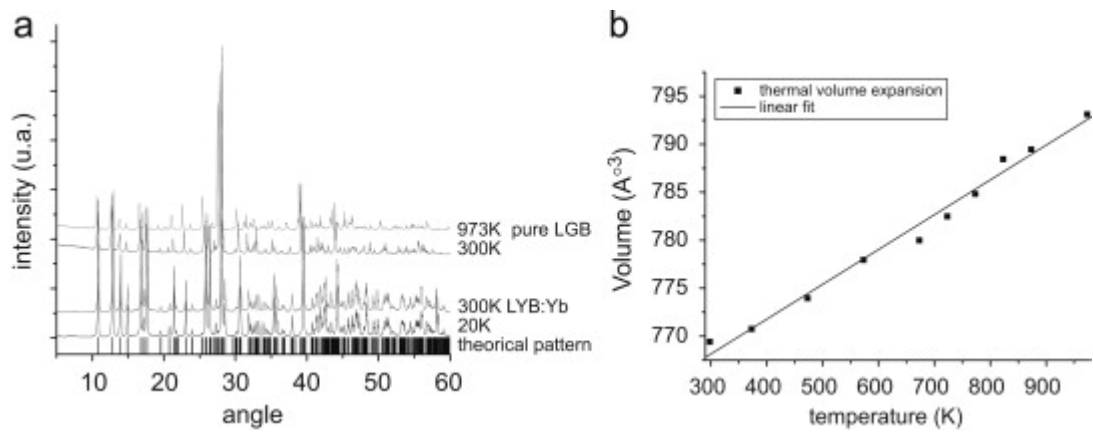 a
intensity (u.a.)
973K pure LGB
300K
300K LYB:Yb
20K
theorical pattern
10 20 30 40 50 60
angle
b
thermal volume expansion
linear fit
Volume (A°³)
795
790
785
780
775
770
300 400 500 600 700 800 900
temperature (K)